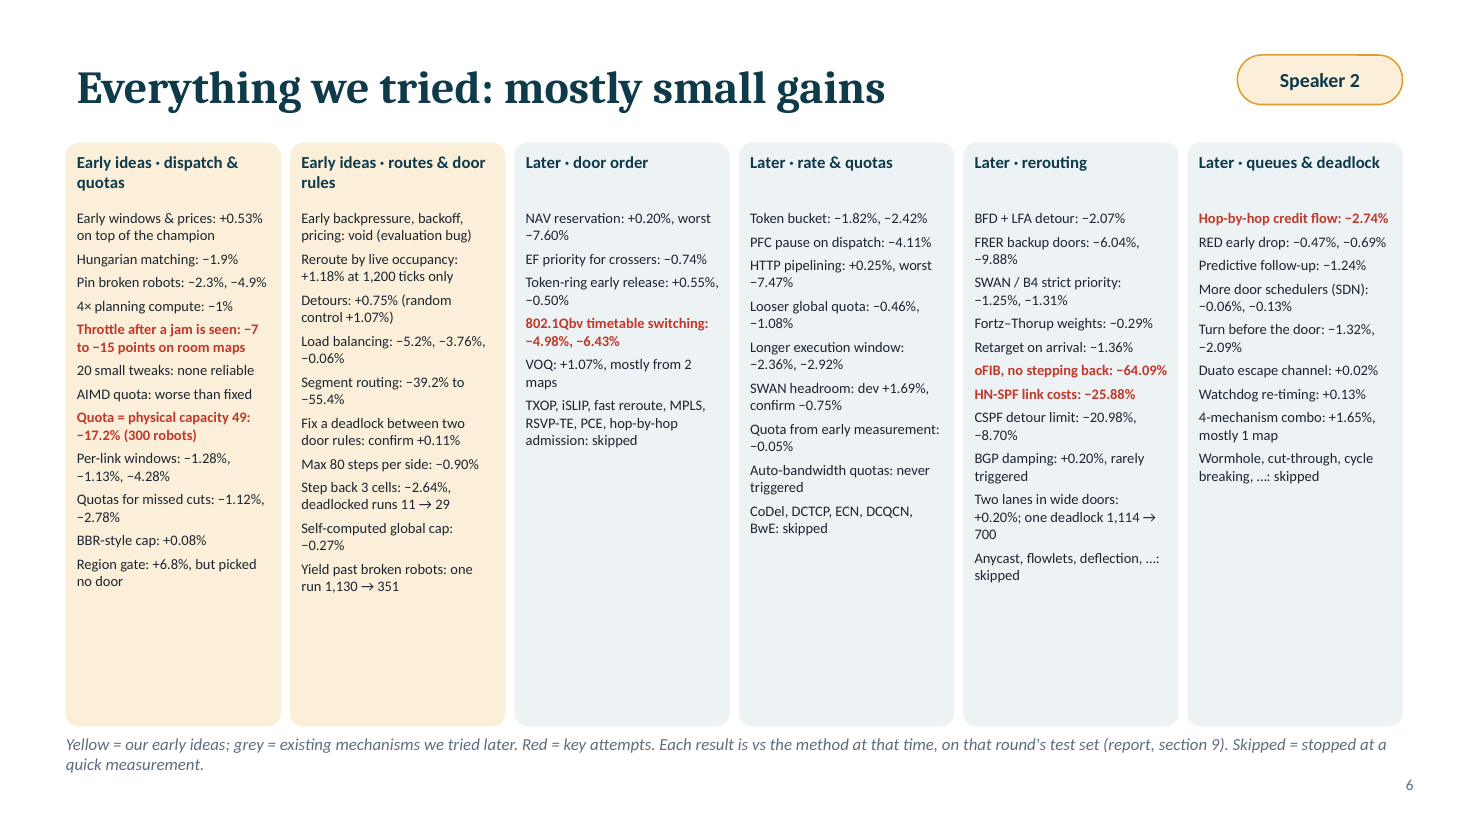 Everything we tried: mostly small gains
Speaker 2
Early ideas · dispatch &
quotas
Early windows & prices: +0.53%
on top of the champion
Hungarian matching: −1.9%
Pin broken robots: −2.3%, −4.9%
4× planning compute: −1%
Throttle after a jam is seen: −7
to −15 points on room maps
20 small tweaks: none reliable
AIMD quota: worse than fixed
Quota = physical capacity 49:
−17.2% (300 robots)
Per-link windows: −1.28%,
−1.13%, −4.28%
Quotas for missed cuts: −1.12%,
−2.78%
BBR-style cap: +0.08%
Region gate: +6.8%, but picked
no door
Early ideas · routes & door
rules
Early backpressure, backoff,
pricing: void (evaluation bug)
Reroute by live occupancy:
+1.18% at 1,200 ticks only
Detours: +0.75% (random
control +1.07%)
Load balancing: −5.2%, −3.76%,
−0.06%
Segment routing: −39.2% to
−55.4%
Fix a deadlock between two
door rules: confirm +0.11%
Max 80 steps per side: −0.90%
Step back 3 cells: −2.64%,
deadlocked runs 11 → 29
Self-computed global cap:
−0.27%
Yield past broken robots: one
run 1,130 → 351
Later · door order
NAV reservation: +0.20%, worst
−7.60%
EF priority for crossers: −0.74%
Token-ring early release: +0.55%,
−0.50%
802.1Qbv timetable switching:
−4.98%, −6.43%
VOQ: +1.07%, mostly from 2
maps
TXOP, iSLIP, fast reroute, MPLS,
RSVP-TE, PCE, hop-by-hop
admission: skipped
Later · rate & quotas
Token bucket: −1.82%, −2.42%
PFC pause on dispatch: −4.11%
HTTP pipelining: +0.25%, worst
−7.47%
Looser global quota: −0.46%,
−1.08%
Longer execution window:
−2.36%, −2.92%
SWAN headroom: dev +1.69%,
confirm −0.75%
Quota from early measurement:
−0.05%
Auto-bandwidth quotas: never
triggered
CoDel, DCTCP, ECN, DCQCN,
BwE: skipped
Later · rerouting
BFD + LFA detour: −2.07%
FRER backup doors: −6.04%,
−9.88%
SWAN / B4 strict priority:
−1.25%, −1.31%
Fortz–Thorup weights: −0.29%
Retarget on arrival: −1.36%
oFIB, no stepping back: −64.09%
HN-SPF link costs: −25.88%
CSPF detour limit: −20.98%,
−8.70%
BGP damping: +0.20%, rarely
triggered
Two lanes in wide doors:
+0.20%; one deadlock 1,114 →
700
Anycast, flowlets, deflection, …:
skipped
Later · queues & deadlock
Hop-by-hop credit flow: −2.74%
RED early drop: −0.47%, −0.69%
Predictive follow-up: −1.24%
More door schedulers (SDN):
−0.06%, −0.13%
Turn before the door: −1.32%,
−2.09%
Duato escape channel: +0.02%
Watchdog re-timing: +0.13%
4-mechanism combo: +1.65%,
mostly 1 map
Wormhole, cut-through, cycle
breaking, …: skipped
Yellow = our early ideas; grey = existing mechanisms we tried later. Red = key attempts. Each result is vs the method at that time, on that round's test set (report, section 9). Skipped = stopped at a
quick measurement.
6